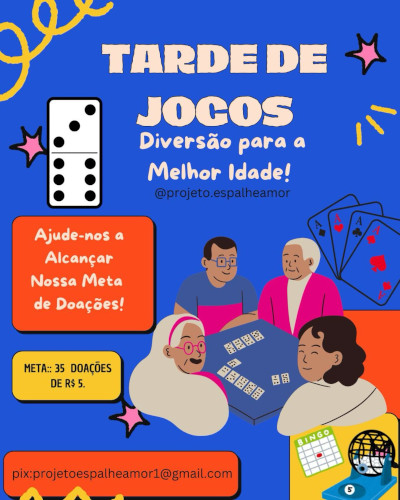 TARDE DE
JOGOS
Diversão para a
Melhor Idade!
@projeto.espalheamor
Ajude-nos a
Alcançar
Nossa Meta
de Doações!
META:: 35 DOAÇÕES
DE R$ 5.
BINGO
5
pix:projetoespalheamor1@gmail.com